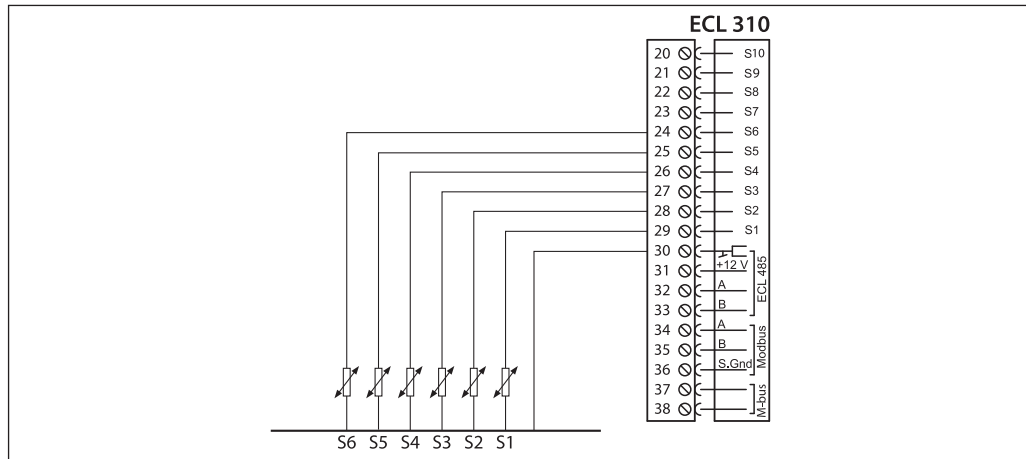 ECL 310
20 S10
21 S9
22 S8
23 S7
24 S6
25 S5
26 S4
27 S3
28 S2
29 S1
30
31 +12 V
32 A
33 B
ECL 485
34 A
35 B
36 S.Gnd
Modbus
37
38
M-bus
S6 S5 S4 S3 S2 S1